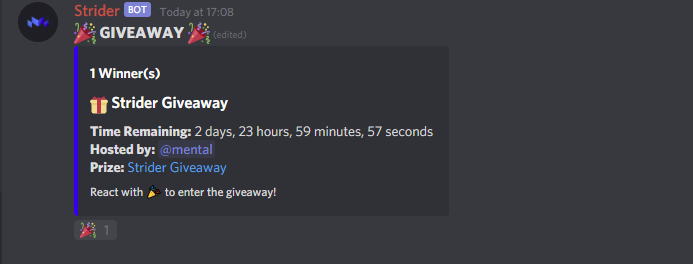 Strider BOT Today at 17:08
🎉 GIVEAWAY 🎉 (edited)
1 Winner(s)
🎁 Strider Giveaway
Time Remaining: 2 days, 23 hours, 59 minutes, 57 seconds
Hosted by: @mental
Prize: Strider Giveaway
React with 🎉 to enter the giveaway!
🎉 1